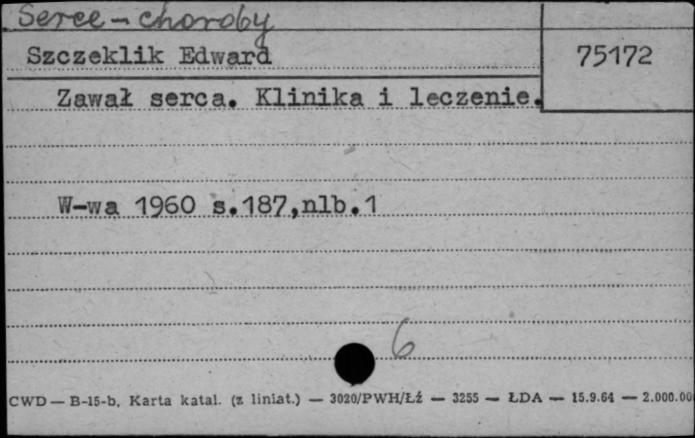 Serce - choroby
Szczeklik Edward
75172
Zawał serca. Klinika i leczenie.
W-wa 1960 s.187,nlb.1
6
CWD — B-15-b, Karta katal. (z liniat.) — 3020/PWH/Łź — 3255 — ŁDA — 15.9.64 — 2.000.00